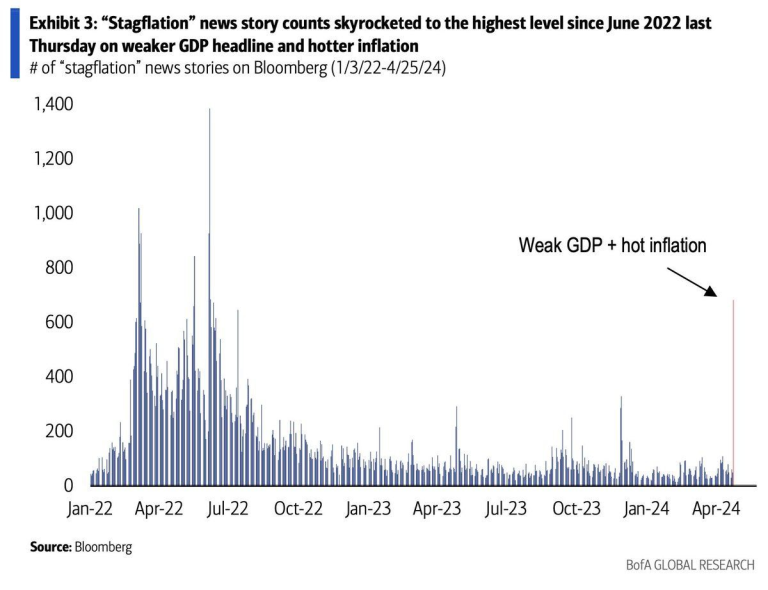 Exhibit 3: “Stagflation” news story counts skyrocketed to the highest level since June 2022 last
Thursday on weaker GDP headline and hotter inflation
# of “stagflation” news stories on Bloomberg (1/3/22-4/25/24)
1,400
1,200
1,000
800
600
400
200
0
Weak GDP + hot inflation
Jan-22 Apr-22 Jul-22 Oct-22 Jan-23 Apr-23 Jul-23 Oct-23 Jan-24 Apr-24
Source: Bloomberg
BofA GLOBAL RESEARCH